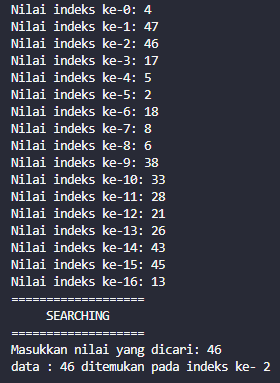 Nilai indeks ke-0: 4
Nilai indeks ke-1: 47
Nilai indeks ke-2: 46
Nilai indeks ke-3: 17
Nilai indeks ke-4: 5
Nilai indeks ke-5: 2
Nilai indeks ke-6: 18
Nilai indeks ke-7: 8
Nilai indeks ke-8: 6
Nilai indeks ke-9: 38
Nilai indeks ke-10: 33
Nilai indeks ke-11: 28
Nilai indeks ke-12: 21
Nilai indeks ke-13: 26
Nilai indeks ke-14: 43
Nilai indeks ke-15: 45
Nilai indeks ke-16: 13
===================
SEARCHING
===================
Masukkan nilai yang dicari: 46
data : 46 ditemukan pada indeks ke- 2